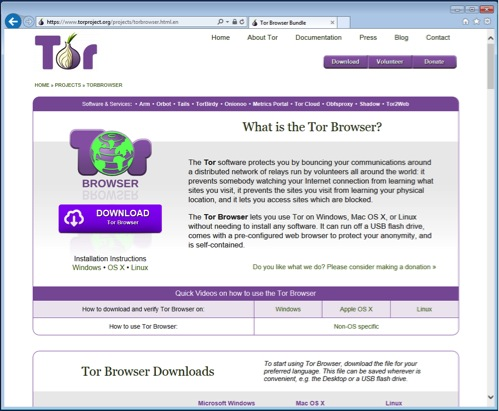 https://www.torproject.org/projects/torbrowser.html.en
Tor Browser Bundle
Tor
Home About Tor Documentation Press Blog Contact
Download Volunteer Donate
HOME » PROJECTS » TORBROWSER
Software & Services: • Arm • Orbot • Tails • TorBirdy • Onionoo • Metrics Portal • Tor Cloud • Obfsproxy • Shadow • Tor2Web
What is the Tor Browser?
Tor
BROWSER
DOWNLOAD
Tor Browser
Installation Instructions
Windows • OS X • Linux
The Tor software protects you by bouncing your communications around
a distributed network of relays run by volunteers all around the world: it
prevents somebody watching your Internet connection from learning what
sites you visit, it prevents the sites you visit from learning your physical
location, and it lets you access sites which are blocked.
The Tor Browser lets you use Tor on Windows, Mac OS X, or Linux
without needing to install any software. It can run off a USB flash drive,
comes with a pre-configured web browser to protect your anonymity, and
is self-contained.
Do you like what we do? Please consider making a donation »
Quick Videos on how to use the Tor Browser
How to download and verify Tor Browser on: Windows Apple OS X Linux
How to use Tor Browser: Non-OS specific
Tor Browser Downloads
To start using Tor Browser, download the file for your
preferred language. This file can be saved wherever is
convenient, e.g. the Desktop or a USB flash drive.
Microsoft Windows Mac OS X Linux